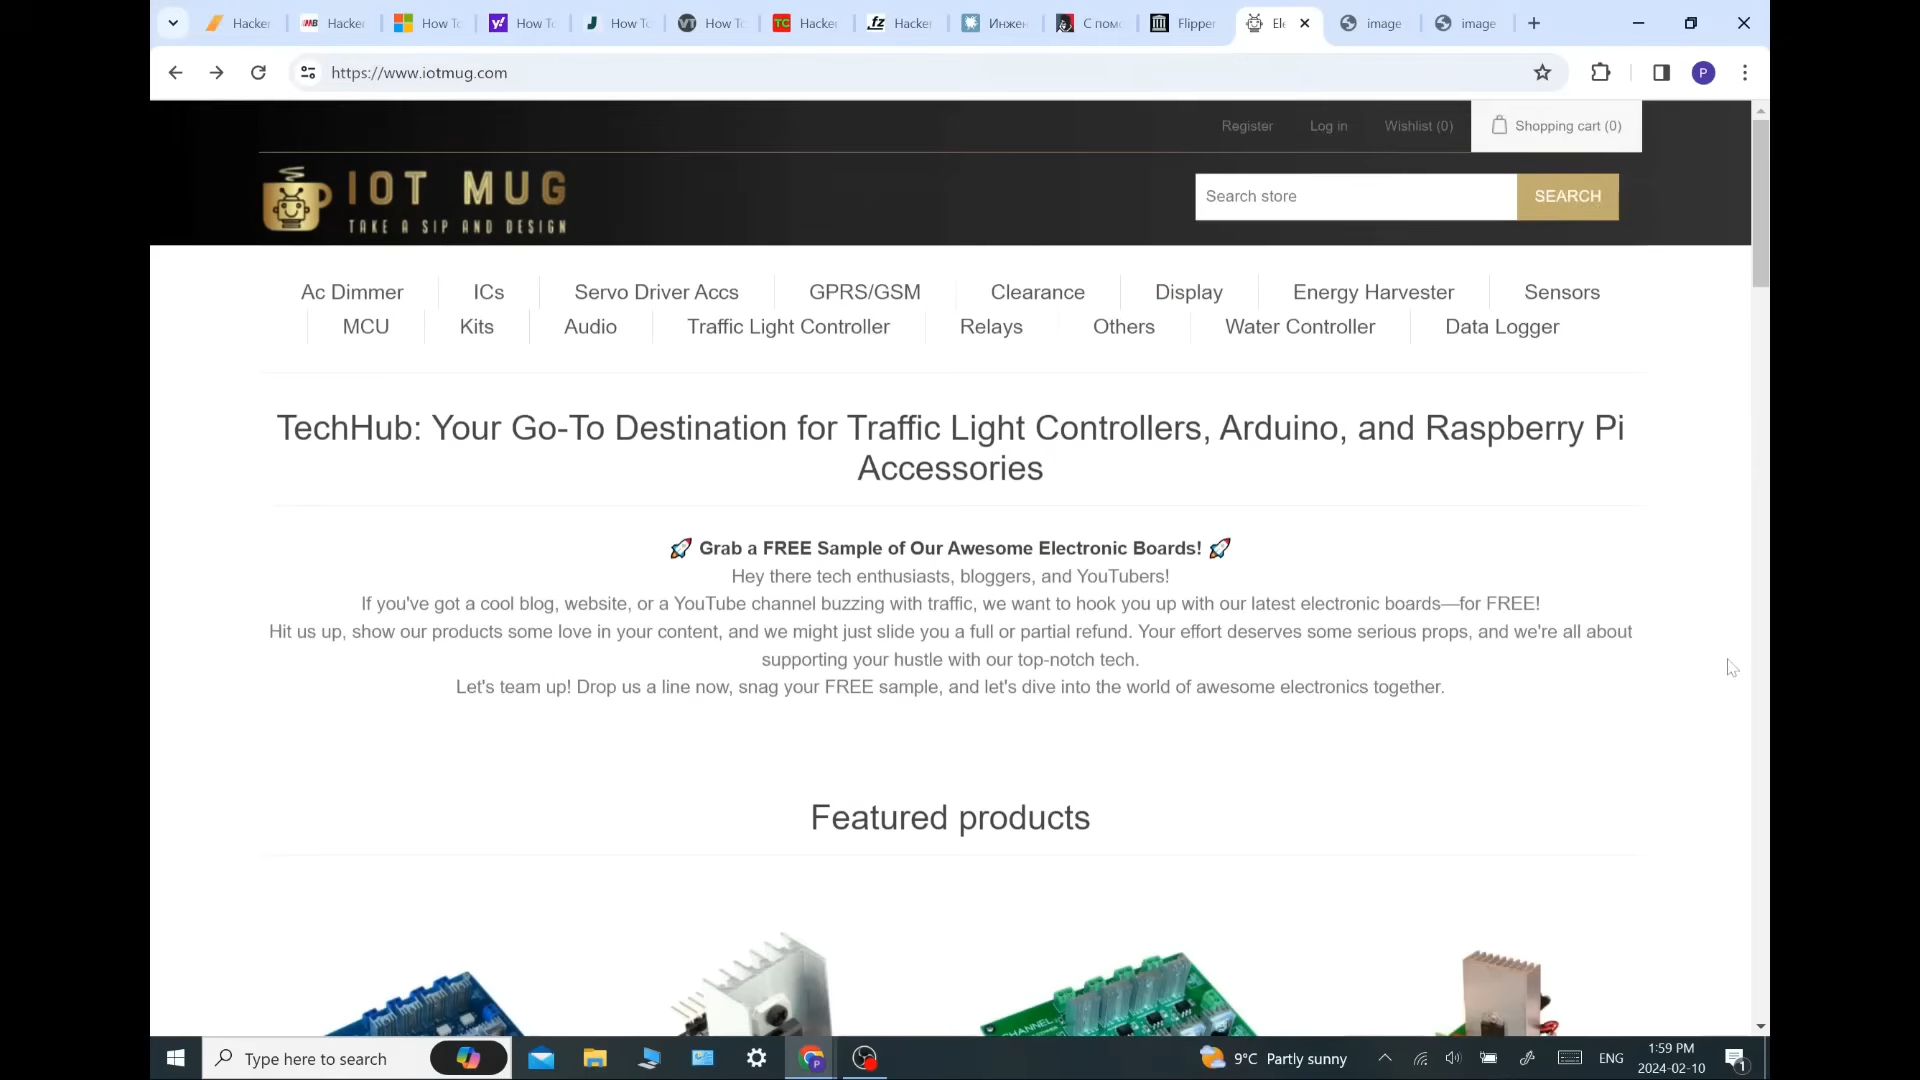 Hacker
Hacker
How To
How To
How To
How To
Hacker
Hacker
Инжен
С пом
Flipper
Ele
image
image
https://www.iotmug.com
P
Register
Log in
Wishlist (0)
Shopping cart (0)
IOT MUG
TAKE A SIP AND DESIGN
Search store
SEARCH
Ac Dimmer
ICs
Servo Driver Accs
GPRS/GSM
Clearance
Display
Energy Harvester
Sensors
MCU
Kits
Audio
Traffic Light Controller
Relays
Others
Water Controller
Data Logger
TechHub: Your Go-To Destination for Traffic Light Controllers, Arduino, and Raspberry Pi
Accessories
🚀 Grab a FREE Sample of Our Awesome Electronic Boards! 🚀
Hey there tech enthusiasts, bloggers, and YouTubers!
If you've got a cool blog, website, or a YouTube channel buzzing with traffic, we want to hook you up with our latest electronic boards—for FREE!
Hit us up, show our products some love in your content, and we might just slide you a full or partial refund. Your effort deserves some serious props, and we're all about
supporting your hustle with our top-notch tech.
Let's team up! Drop us a line now, snag your FREE sample, and let's dive into the world of awesome electronics together.
Featured products
CHANNEL
Type here to search
9°C Partly sunny
ENG
1:59 PM
2024-02-10
1